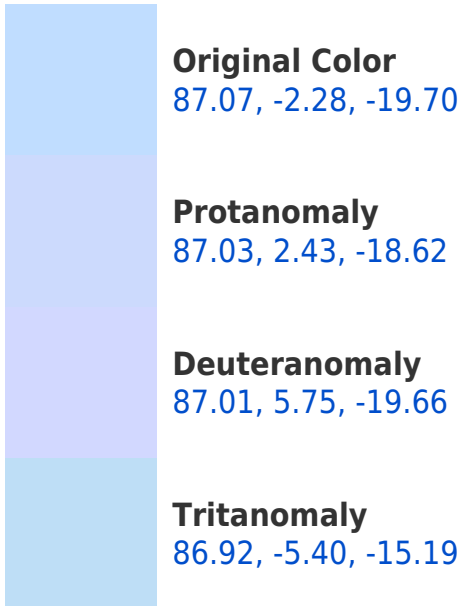 Original Color
87.07, -2.28, -19.70
Protanomaly
87.03, 2.43, -18.62
Deuteranomaly
87.01, 5.75, -19.66
Tritanomaly
86.92, -5.40, -15.19